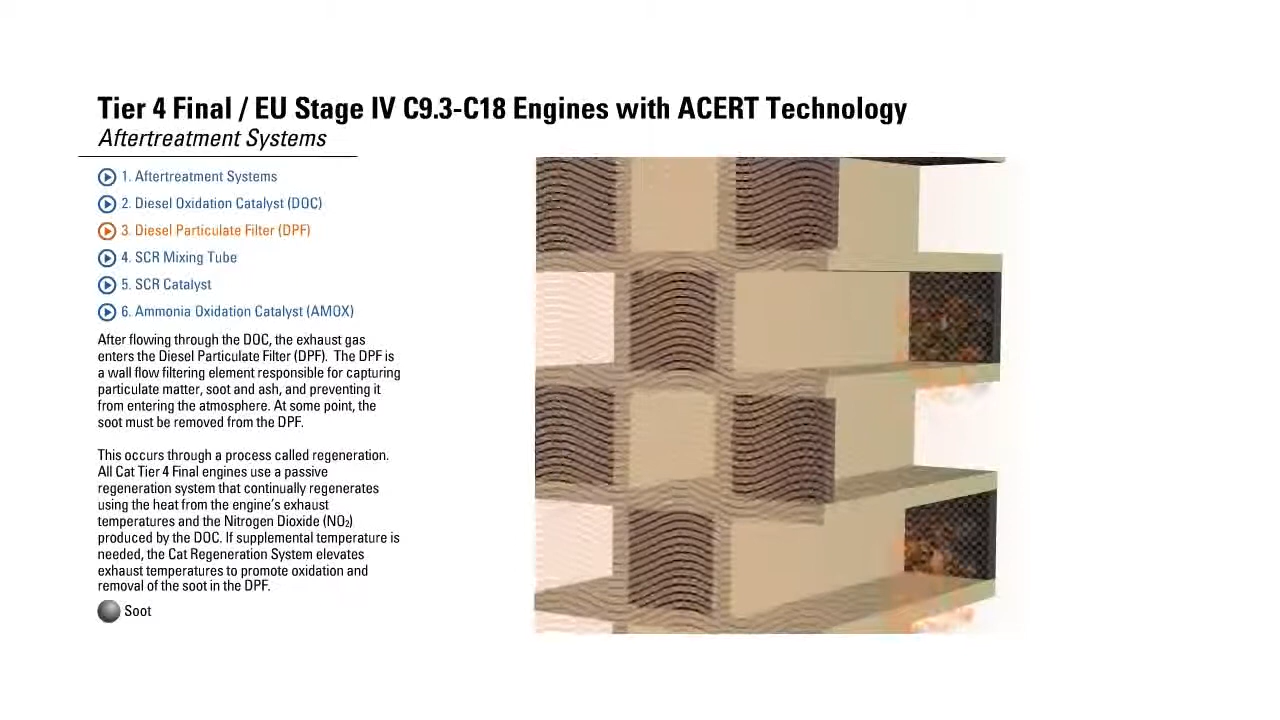 Tier 4 Final / EU Stage IV C9.3-C18 Engines with ACERT Technology
Aftertreatment Systems
1. Aftertreatment Systems
2. Diesel Oxidation Catalyst (DOC)
3. Diesel Particulate Filter (DPF)
4. SCR Mixing Tube
5. SCR Catalyst
6. Ammonia Oxidation Catalyst (AMOX)
After flowing through the DOC, the exhaust gas
enters the Diesel Particulate Filter (DPF). The DPF is
a wall flow filtering element responsible for capturing
particulate matter, soot and ash, and preventing it
from entering the atmosphere. At some point, the
soot must be removed from the DPF.
This occurs through a process called regeneration.
All Cat Tier 4 Final engines use a passive
regeneration system that continually regenerates
using the heat from the engine's exhaust
temperatures and the Nitrogen Dioxide (NO₂)
produced by the DOC. If supplemental temperature is
needed, the Cat Regeneration System elevates
exhaust temperatures to promote oxidation and
removal of the soot in the DPF.
Soot